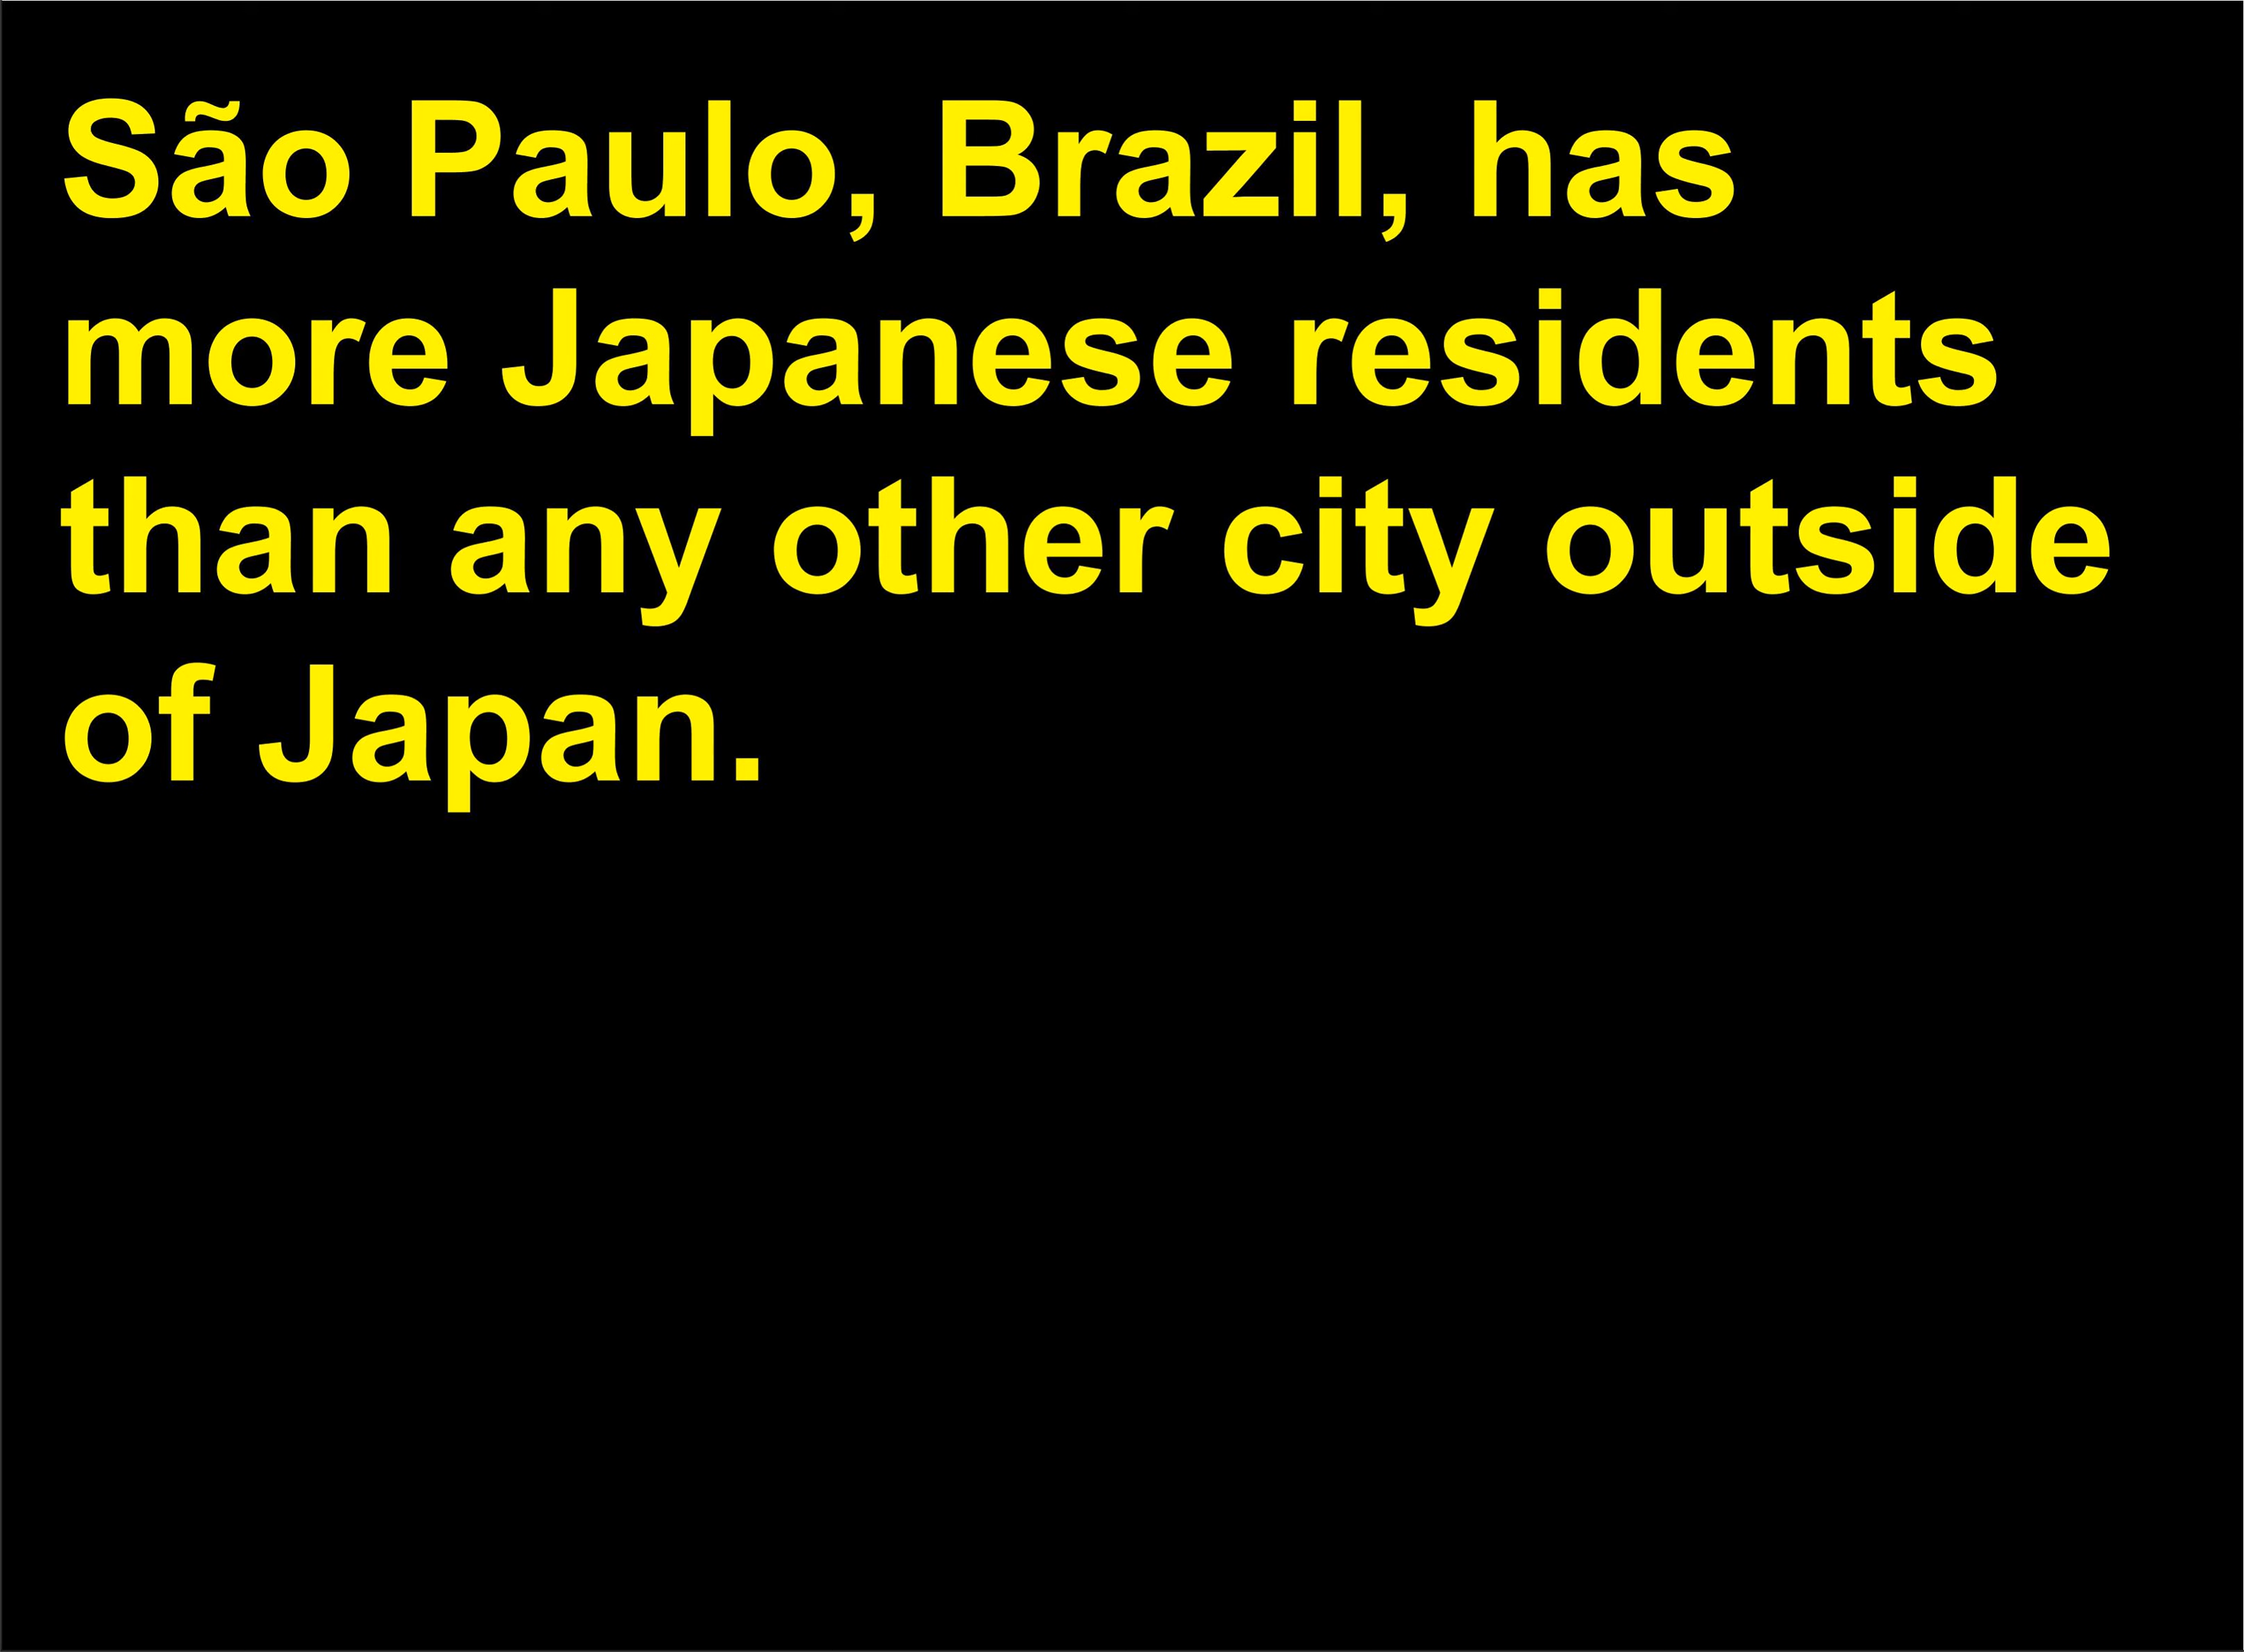 São Paulo, Brazil, has
more Japanese residents
than any other city outside
of Japan.